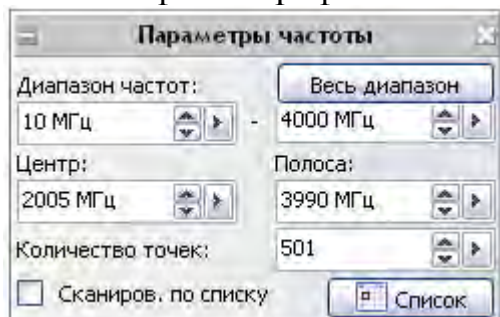 Параметры частоты
Диапазон частот: Весь диапазон
10 МГц - 4000 МГц
Центр: Полоса:
2005 МГц 3990 МГц
Количество точек: 501
Сканиров. по списку Список